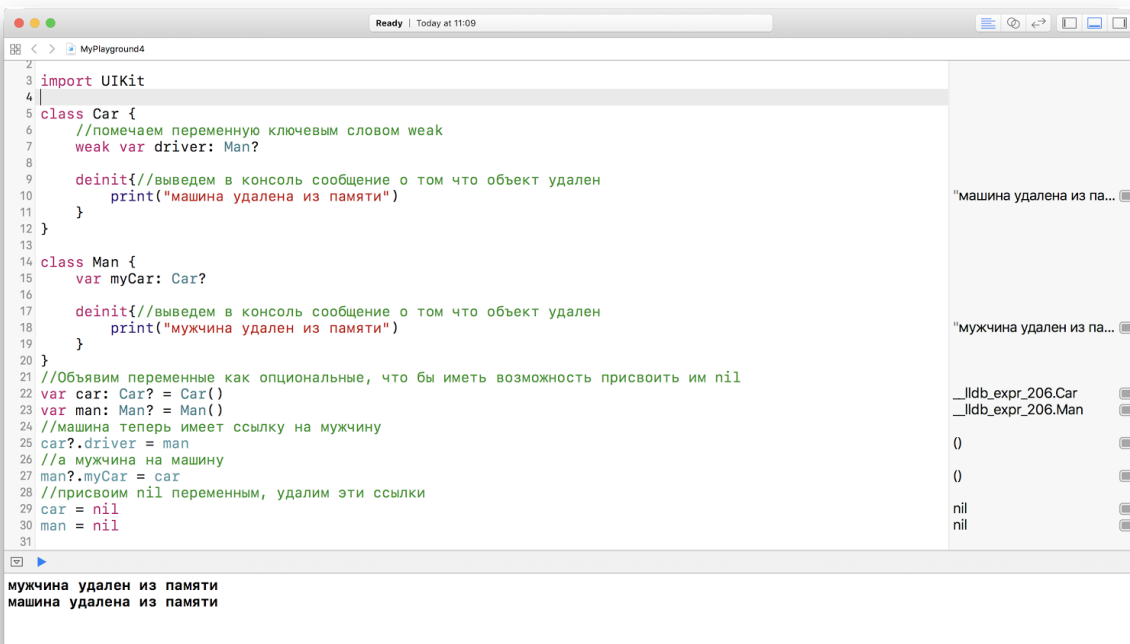 Ready | Today at 11:09
MyPlayground4
2
3 import UIKit
4
5 class Car {
6 //помечаем переменную ключевым словом weak
7 weak var driver: Man?
8
9 deinit{//выведем в консоль сообщение о том что объект удален
10 print("машина удалена из памяти") "машина удалена из па...
11 }
12 }
13
14 class Man {
15 var myCar: Car?
16
17 deinit{//выведем в консоль сообщение о том что объект удален
18 print("мужчина удален из памяти") "мужчина удален из па...
19 }
20 }
21 //Объявим переменные как опциональные, что бы иметь возможность присвоить им nil
22 var car: Car? = Car() __lldb_expr_206.Car
23 var man: Man? = Man() __lldb_expr_206.Man
24 //машина теперь имеет ссылку на мужчину
25 car?.driver = man ()
26 //а мужчина на машину
27 man?.myCar = car ()
28 //присвоим nil переменным, удалим эти ссылки
29 car = nil nil
30 man = nil nil
31
мужчина удален из памяти
машина удалена из памяти